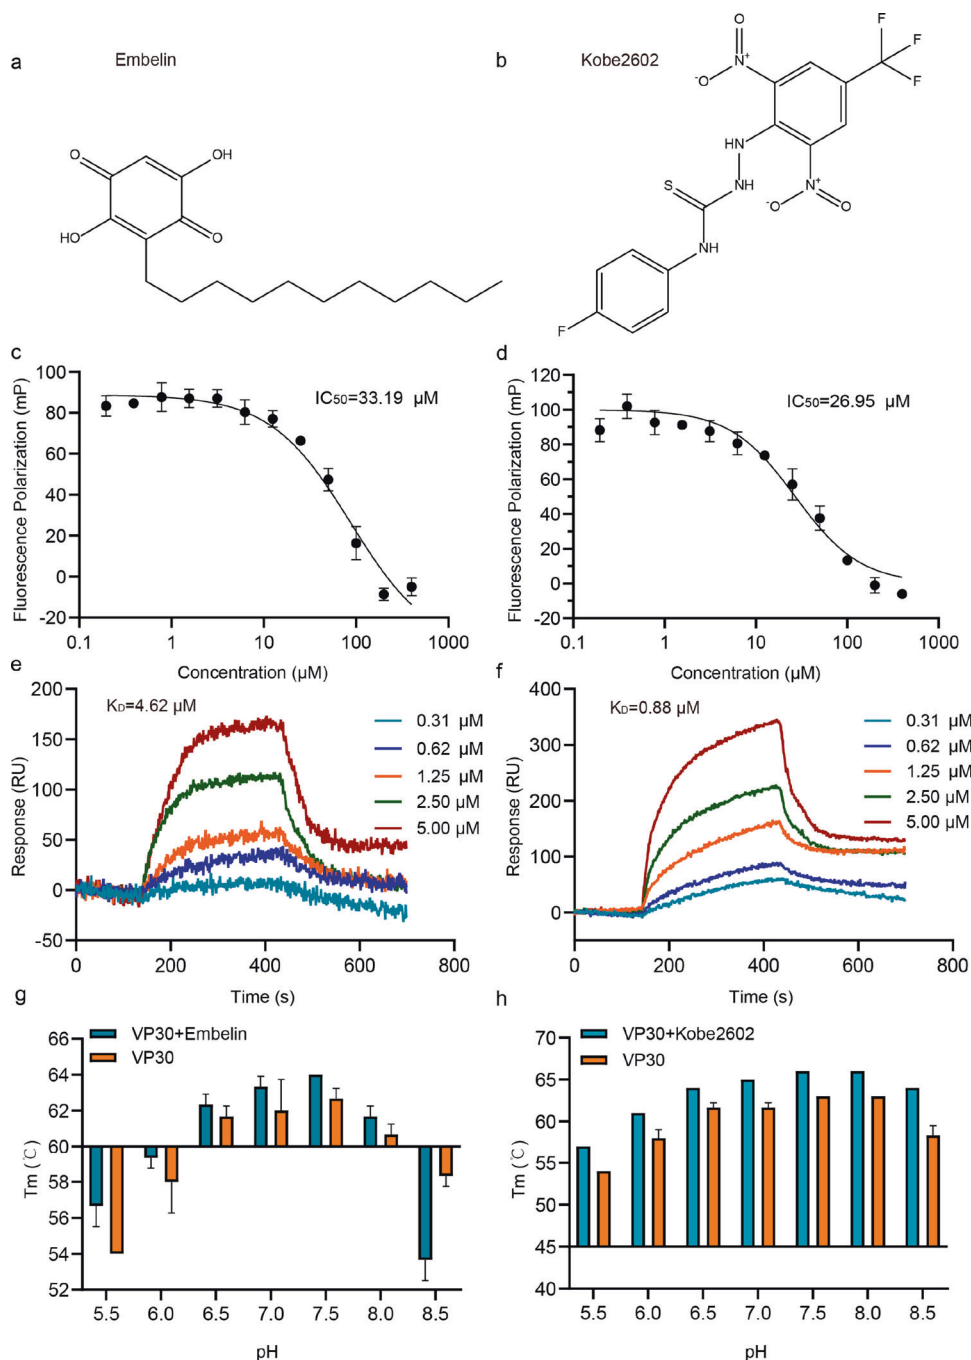 a Embelin
b Kobe2602
O
OH
HO
O
O
N⁺
⁻O
F
F
F
HN
NH
S
NH
N⁺
⁻O
O
F
c
IC50=33.19 μM
Fluorescence Polarization (mP)
100
80
60
40
20
0
-20
0.1 1 10 100 1000
Concentration (μM)
d
IC50=26.95 μM
Fluorescence Polarization (mP)
120
100
80
60
40
20
0
-20
0.1 1 10 100 1000
Concentration (μM)
e
KD=4.62 μM
Response (RU)
200
150
100
50
0
-50
0 200 400 600 800
Time (s)
0.31 μM
0.62 μM
1.25 μM
2.50 μM
5.00 μM
f
KD=0.88 μM
Response (RU)
400
300
200
100
0
0 200 400 600 800
Time (s)
0.31 μM
0.62 μM
1.25 μM
2.50 μM
5.00 μM
g
VP30+Embelin
VP30
Tm (℃)
66
64
62
60
58
56
54
52
5.5 6.0 6.5 7.0 7.5 8.0 8.5
pH
h
VP30+Kobe2602
VP30
Tm (℃)
70
65
60
55
50
45
40
5.5 6.0 6.5 7.0 7.5 8.0 8.5
pH